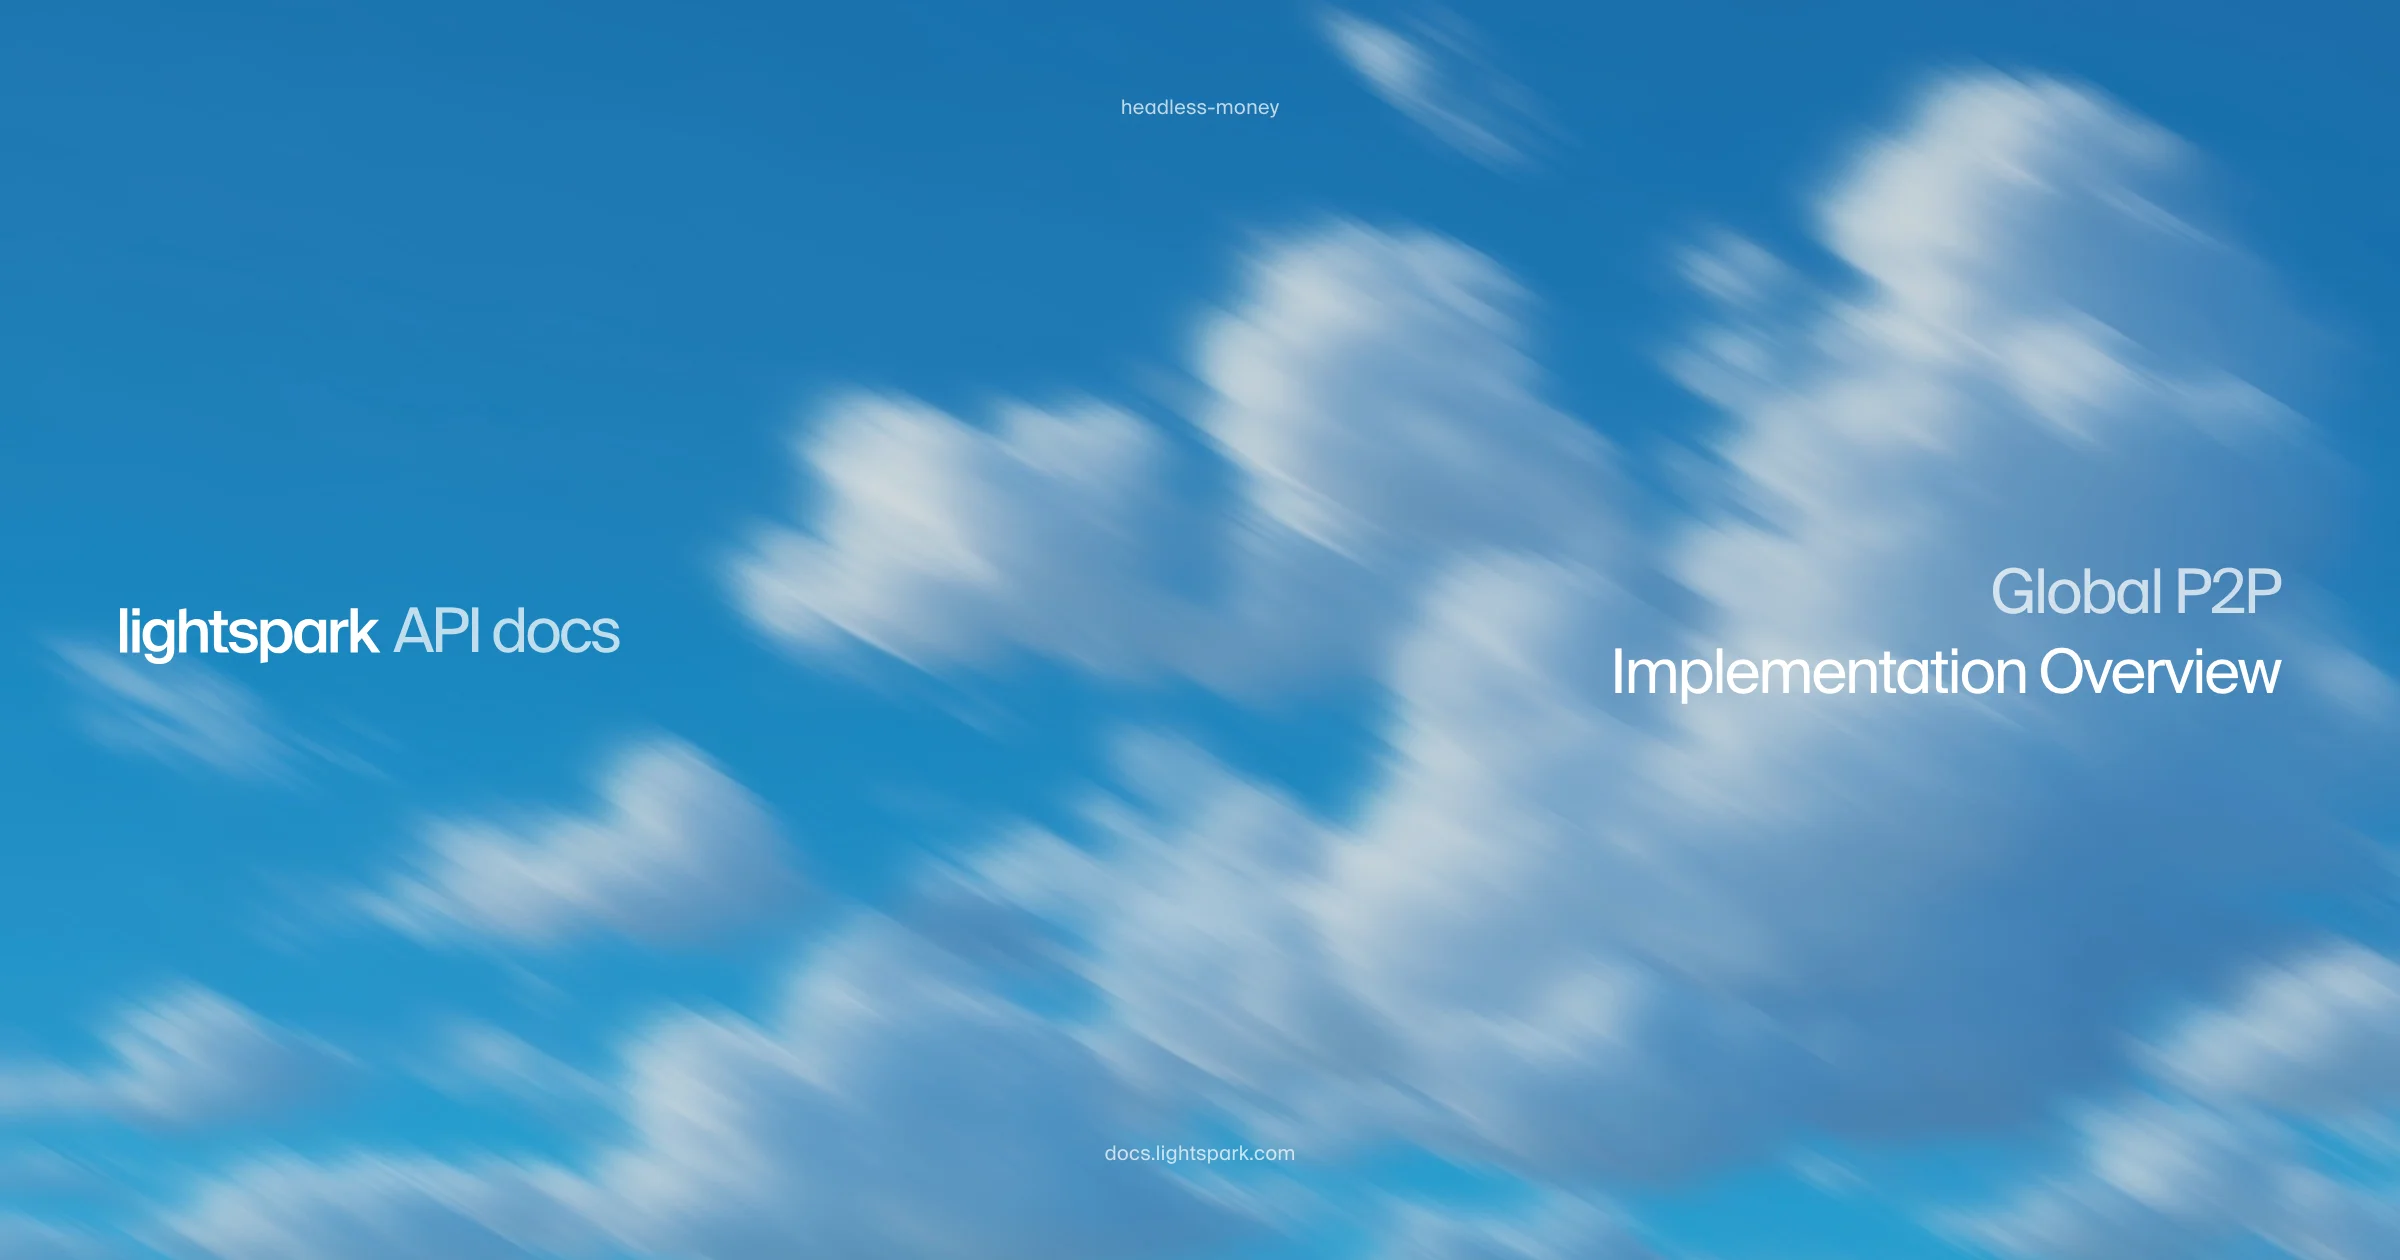 headless-money
lightspark API docs
Global P2P
Implementation Overview
docs.lightspark.com